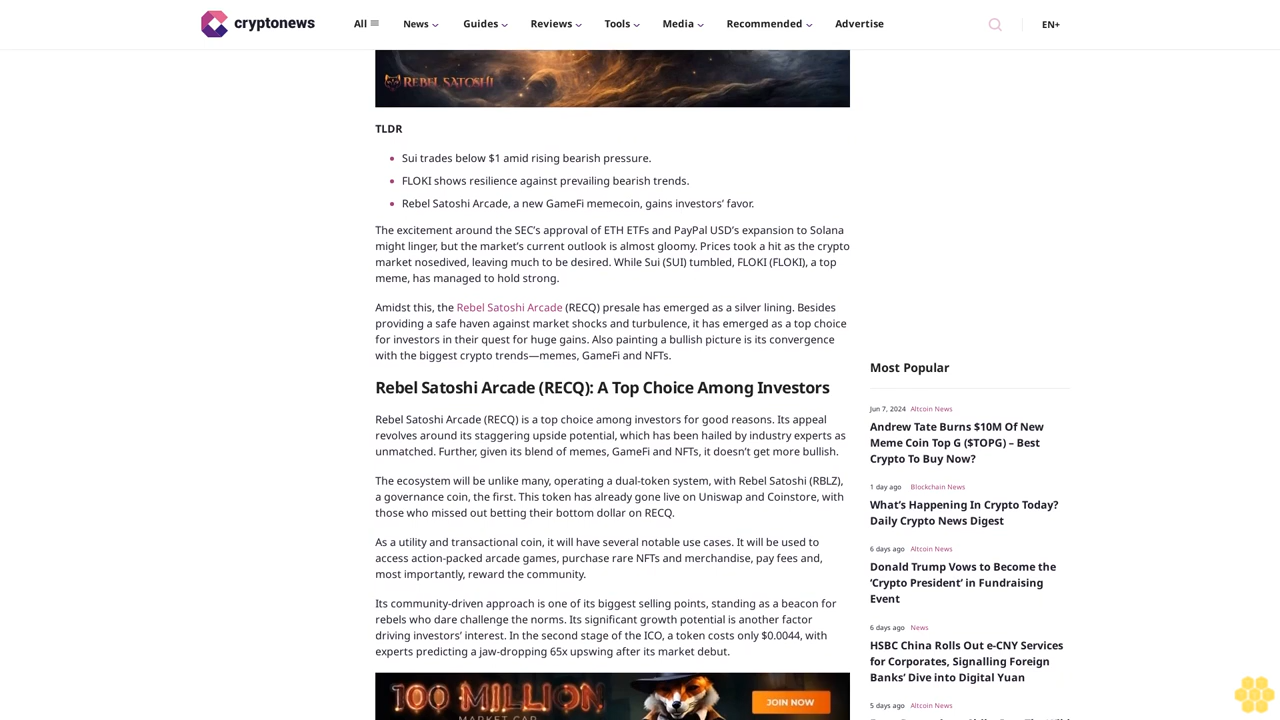 cryptonews
All
News
Guides
Reviews
Tools
Media
Recommended
Advertise
EN+
REBEL SATOSHI
TLDR
Sui trades below $1 amid rising bearish pressure.
FLOKI shows resilience against prevailing bearish trends.
Rebel Satoshi Arcade, a new GameFi memecoin, gains investors’ favor.
The excitement around the SEC’s approval of ETH ETFs and PayPal USD’s expansion to Solana
might linger, but the market’s current outlook is almost gloomy. Prices took a hit as the crypto
market nosedived, leaving much to be desired. While Sui (SUI) tumbled, FLOKI (FLOKI), a top
meme, has managed to hold strong.
Amidst this, the Rebel Satoshi Arcade (RECQ) presale has emerged as a silver lining. Besides
providing a safe haven against market shocks and turbulence, it has emerged as a top choice
for investors in their quest for huge gains. Also painting a bullish picture is its convergence
with the biggest crypto trends—memes, GameFi and NFTs.
Rebel Satoshi Arcade (RECQ): A Top Choice Among Investors
Rebel Satoshi Arcade (RECQ) is a top choice among investors for good reasons. Its appeal
revolves around its staggering upside potential, which has been hailed by industry experts as
unmatched. Further, given its blend of memes, GameFi and NFTs, it doesn’t get more bullish.
The ecosystem will be unlike many, operating a dual-token system, with Rebel Satoshi (RBLZ),
a governance coin, the first. This token has already gone live on Uniswap and Coinstore, with
those who missed out betting their bottom dollar on RECQ.
As a utility and transactional coin, it will have several notable use cases. It will be used to
access action-packed arcade games, purchase rare NFTs and merchandise, pay fees and,
most importantly, reward the community.
Its community-driven approach is one of its biggest selling points, standing as a beacon for
rebels who dare challenge the norms. Its significant growth potential is another factor
driving investors’ interest. In the second stage of the ICO, a token costs only $0.0044, with
experts predicting a jaw-dropping 65x upswing after its market debut.
100 MILLION
MARKET CAP
JOIN NOW
Most Popular
Jun 7, 2024 Altcoin News
Andrew Tate Burns $10M Of New
Meme Coin Top G ($TOPG) – Best
Crypto To Buy Now?
1 day ago Blockchain News
What’s Happening In Crypto Today?
Daily Crypto News Digest
6 days ago Altcoin News
Donald Trump Vows to Become the
‘Crypto President’ in Fundraising
Event
6 days ago News
HSBC China Rolls Out e-CNY Services
for Corporates, Signalling Foreign
Banks’ Dive into Digital Yuan
5 days ago Altcoin News